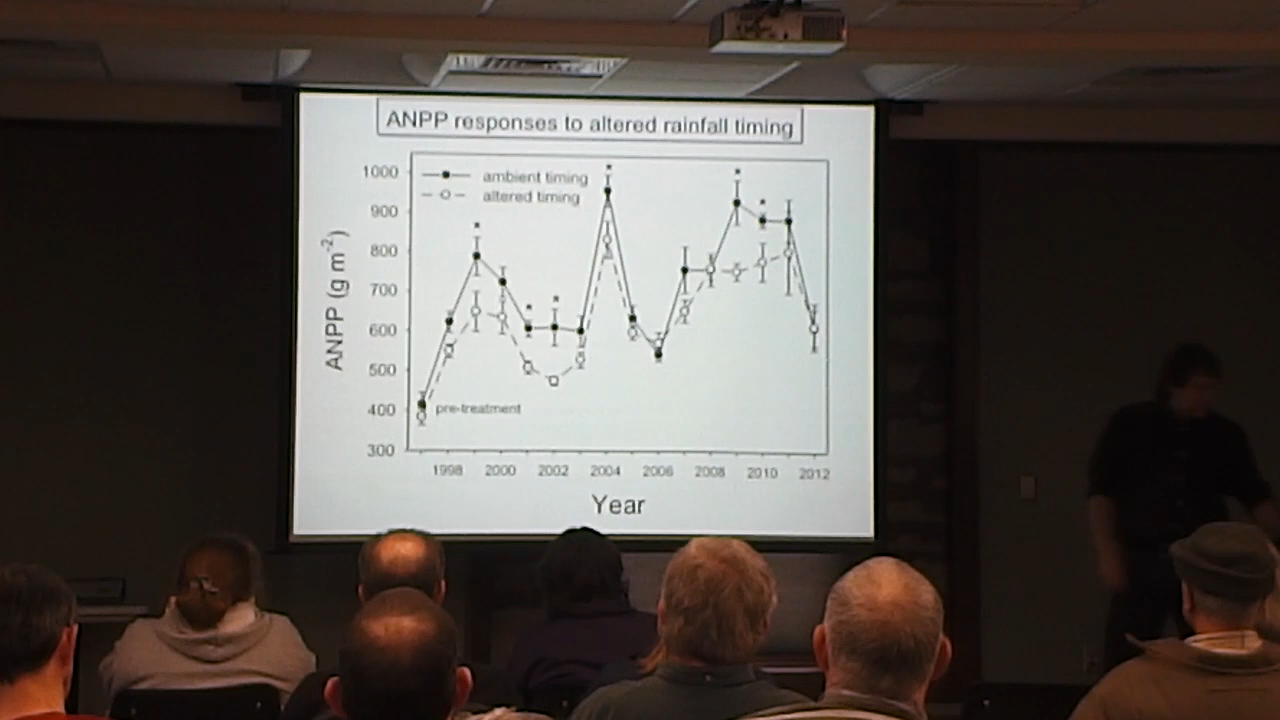 ANPP responses to altered rainfall timing
ambient timing
altered timing
1000
900
800
700
600
500
400
300
ANPP (g m-2)
pre-treatment
1998 2000 2002 2004 2006 2008 2010 2012
Year